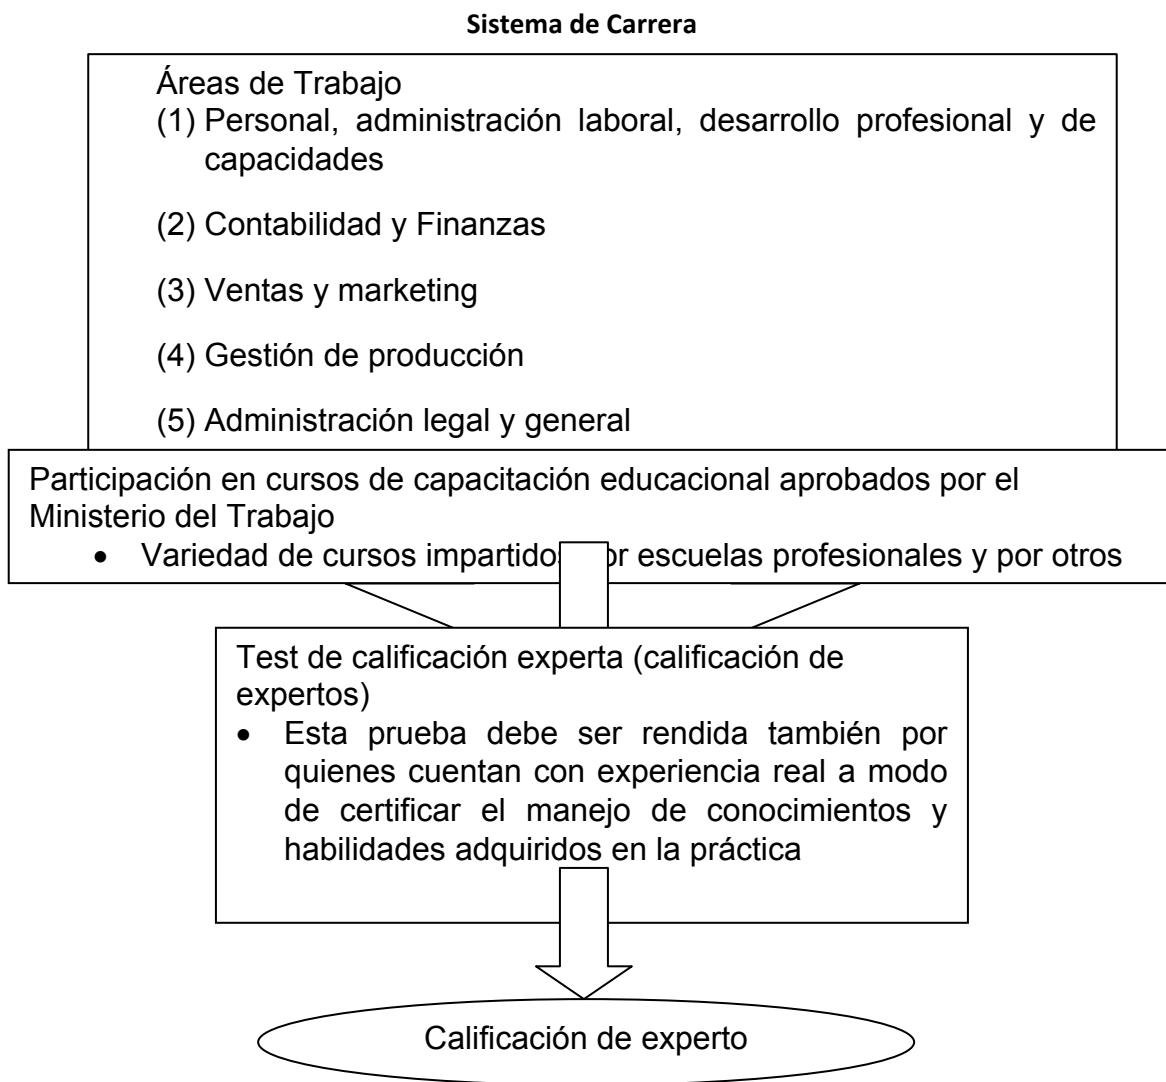 Sistema de Carrera
Áreas de Trabajo
(1) Personal, administración laboral, desarrollo profesional y de
capacidades
(2) Contabilidad y Finanzas
(3) Ventas y marketing
(4) Gestión de producción
(5) Administración legal y general
Participación en cursos de capacitación educacional aprobados por el
Ministerio del Trabajo
• Variedad de cursos impartidos por escuelas profesionales y por otros
Test de calificación experta (calificación de
expertos)
• Esta prueba debe ser rendida también por
quienes cuentan con experiencia real a modo
de certificar el manejo de conocimientos y
habilidades adquiridos en la práctica
Calificación de experto